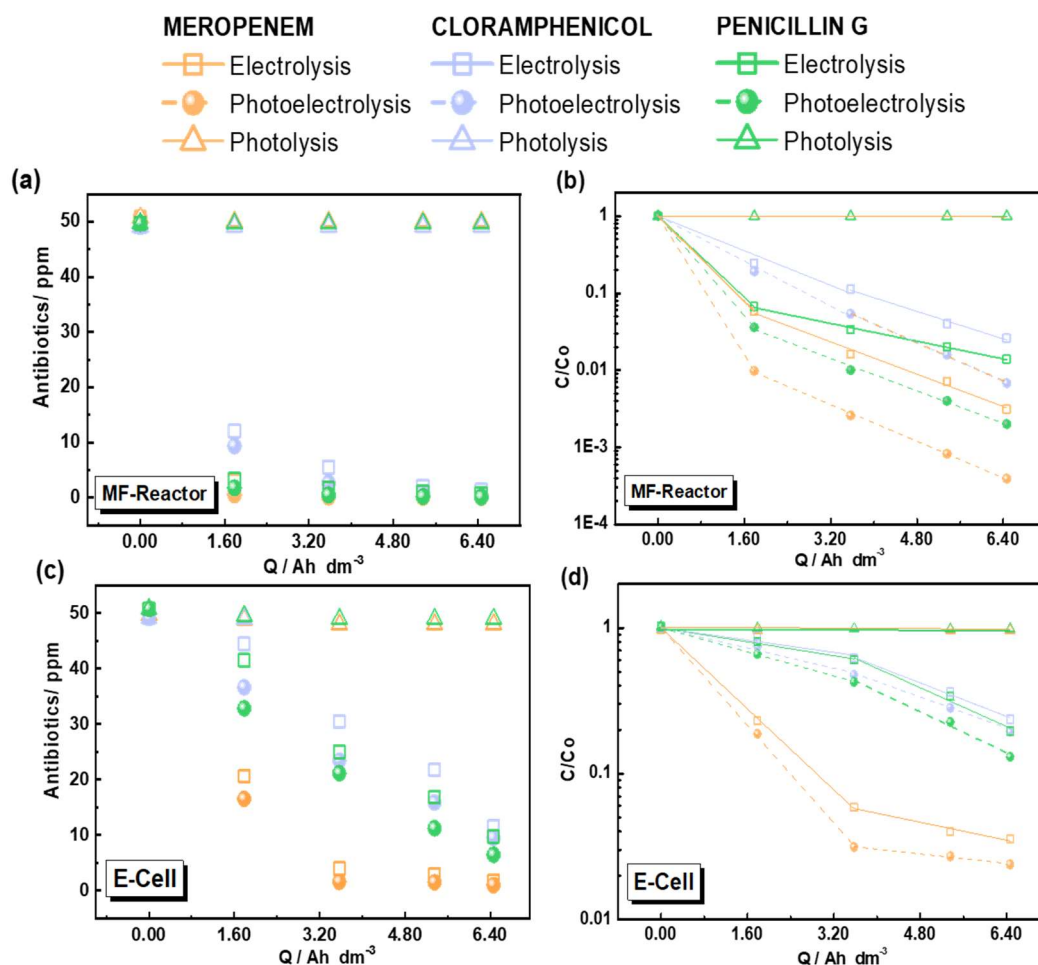 MEROPENEM CLORAMPHENICOL PENICILLIN G
Electrolysis Electrolysis Electrolysis
Photoelectrolysis Photoelectrolysis Photoelectrolysis
Photolysis Photolysis Photolysis
(a)
50
40
30
20
10
0
Antibiotics/ ppm
MF-Reactor
0.00 1.60 3.20 4.80 6.40
Q / Ah dm⁻³
(b)
1
0.1
0.01
1E-3
1E-4
C/Co
MF-Reactor
0.00 1.60 3.20 4.80 6.40
Q / Ah dm⁻³
(c)
50
40
30
20
10
0
Antibiotics/ ppm
E-Cell
0.00 1.60 3.20 4.80 6.40
Q / Ah dm⁻³
(d)
1
0.1
0.01
C/Co
E-Cell
0.00 1.60 3.20 4.80 6.40
Q / Ah dm⁻³